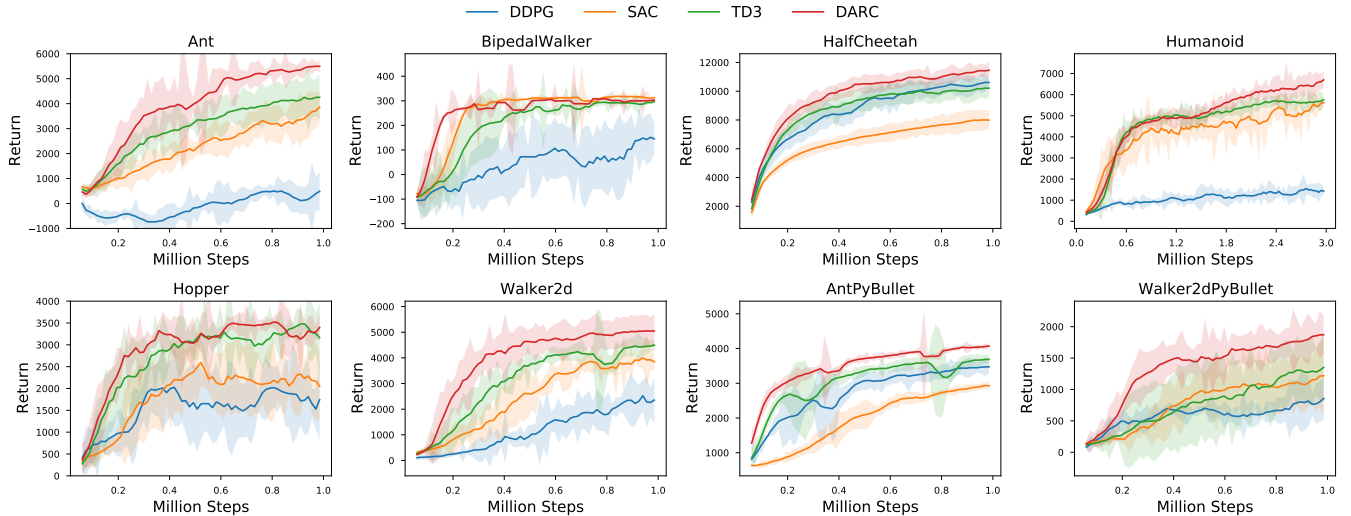 DDPG SAC TD3 DARC
Ant BipedalWalker HalfCheetah Humanoid
Return
6000
5000
4000
3000
2000
1000
0
−1000
0.2 0.4 0.6 0.8 1.0
Million Steps
Return
400
300
200
100
0
−100
−200
0.2 0.4 0.6 0.8 1.0
Million Steps
Return
12000
10000
8000
6000
4000
2000
0.2 0.4 0.6 0.8 1.0
Million Steps
Return
7000
6000
5000
4000
3000
2000
1000
0
0.0 0.6 1.2 1.8 2.4 3.0
Million Steps
Hopper Walker2d AntPyBullet Walker2dPyBullet
Return
4000
3500
3000
2500
2000
1500
1000
500
0
0.2 0.4 0.6 0.8 1.0
Million Steps
Return
6000
5000
4000
3000
2000
1000
0
0.2 0.4 0.6 0.8 1.0
Million Steps
Return
5000
4000
3000
2000
1000
0.2 0.4 0.6 0.8 1.0
Million Steps
Return
2000
1500
1000
500
0
0.2 0.4 0.6 0.8 1.0
Million Steps